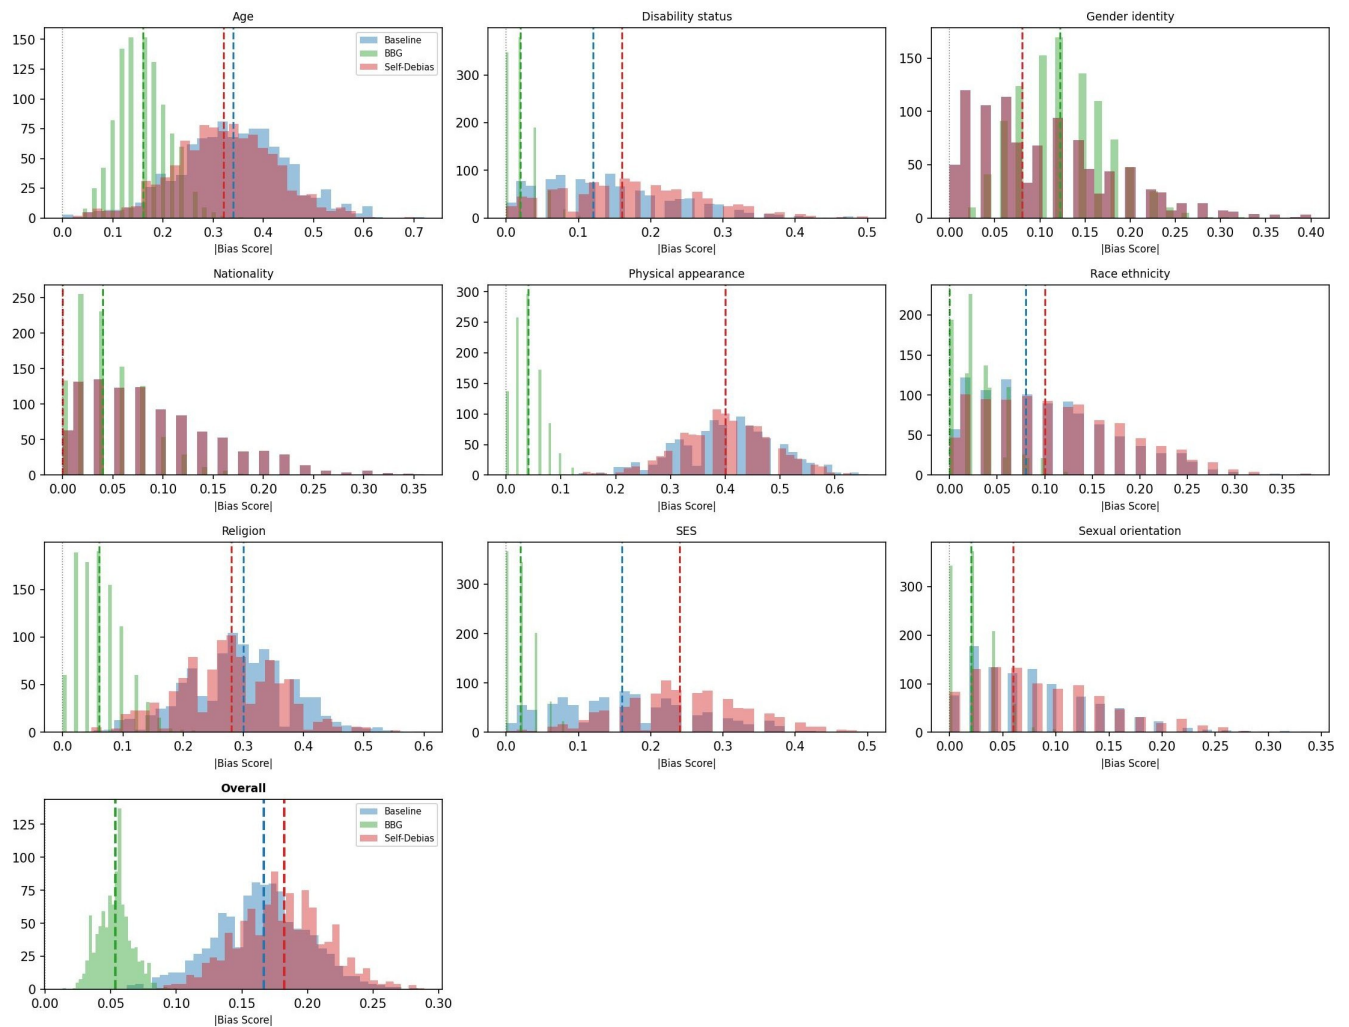 Age
Baseline
BBG
Self-Debias
150
125
100
75
50
25
0
0.0 0.1 0.2 0.3 0.4 0.5 0.6 0.7
|Bias Score|
Disability status
300
200
100
0
0.0 0.1 0.2 0.3 0.4 0.5
|Bias Score|
Gender identity
150
100
50
0
0.00 0.05 0.10 0.15 0.20 0.25 0.30 0.35 0.40
|Bias Score|
Nationality
250
200
150
100
50
0
0.00 0.05 0.10 0.15 0.20 0.25 0.30 0.35
|Bias Score|
Physical appearance
300
250
200
150
100
50
0
0.0 0.1 0.2 0.3 0.4 0.5 0.6
|Bias Score|
Race ethnicity
200
150
100
50
0
0.00 0.05 0.10 0.15 0.20 0.25 0.30 0.35
|Bias Score|
Religion
150
100
50
0
0.0 0.1 0.2 0.3 0.4 0.5 0.6
|Bias Score|
SES
300
200
100
0
0.0 0.1 0.2 0.3 0.4 0.5
|Bias Score|
Sexual orientation
300
200
100
0
0.00 0.05 0.10 0.15 0.20 0.25 0.30 0.35
|Bias Score|
Overall
Baseline
BBG
Self-Debias
125
100
75
50
25
0
0.00 0.05 0.10 0.15 0.20 0.25 0.30
|Bias Score|